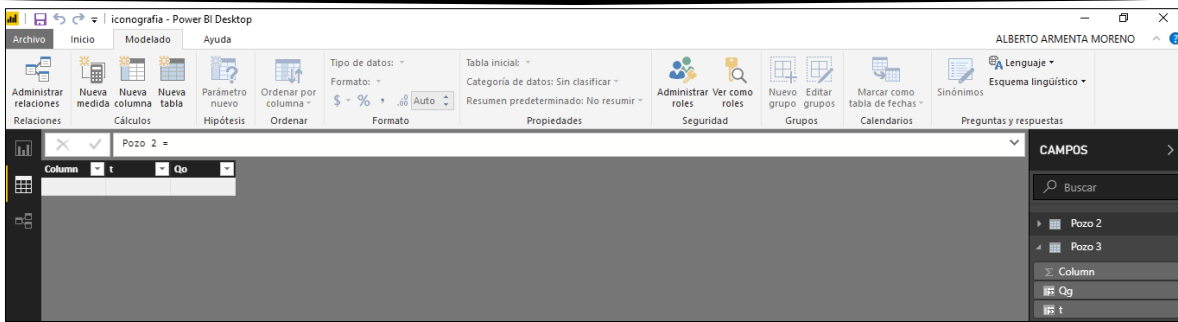 iconografia - Power BI Desktop
Archivo Inicio Modelado Ayuda ALBERTO ARMENTA MORENO
Administrar relaciones
Nueva medida
Nueva columna
Nueva tabla
Parámetro nuevo
Ordenar por columna
Tipo de datos:
Formato:
$ - % , .00 Auto
Tabla inicial:
Categoría de datos: Sin clasificar
Resumen predeterminado: No resumir
Administrar roles
Ver como roles
Nuevo grupo
Editar grupos
Marcar como tabla de fechas
Sinónimos
Lenguaje
Esquema lingüístico
Relaciones Cálculos Hipótesis Ordenar Formato Propiedades Seguridad Grupos Calendarios Preguntas y respuestas
Pozo 2 =
Column t Qo
CAMPOS
Buscar
Pozo 2
Pozo 3
Σ Column
Qg
t